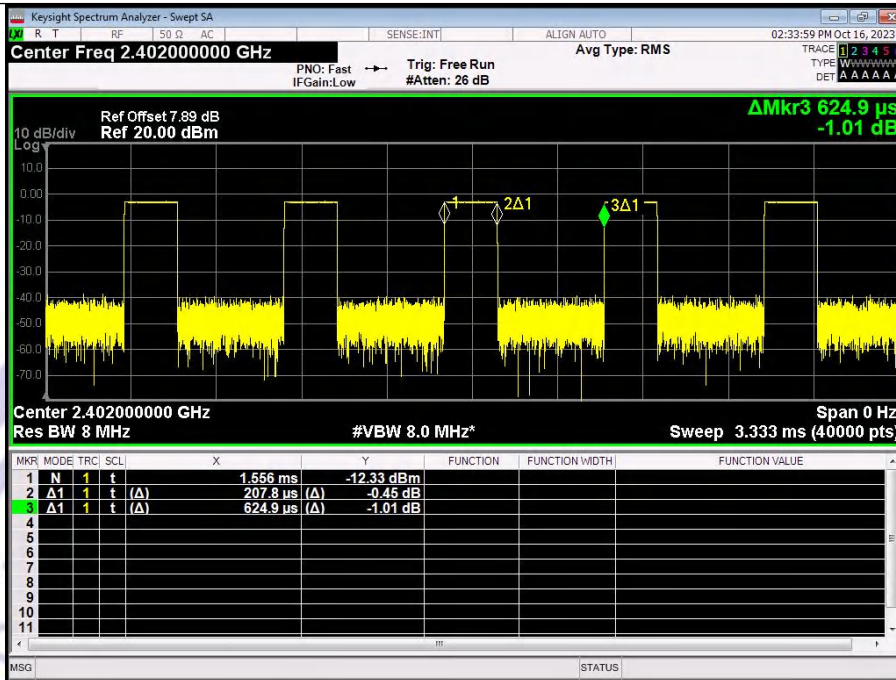 Keysight Spectrum Analyzer - Swept SA
LXI R T RF 50 Ω AC SENSE:INT ALIGN AUTO 02:33:59 PM Oct 16, 2023
Center Freq 2.402000000 GHz Avg Type: RMS TRACE 1 2 3 4 5
PNO: Fast Trig: Free Run TYPE W
IFGain:Low #Atten: 26 dB DET A A A A A
ΔMkr3 624.9 µs
Ref Offset 7.89 dB -1.01 dB
10 dB/div Ref 20.00 dBm
Log
10.0
0.00
1 2Δ1 3Δ1
-10.0
-20.0
-30.0
-40.0
-50.0
-60.0
-70.0
Center 2.402000000 GHz Span 0 Hz
Res BW 8 MHz #VBW 8.0 MHz* Sweep 3.333 ms (40000 pts)
MKR MODE TRC SCL X Y FUNCTION FUNCTION WIDTH FUNCTION VALUE
1 N 1 t 1.556 ms -12.33 dBm
2 Δ1 1 t (Δ) 207.8 µs (Δ) -0.45 dB
3 Δ1 1 t (Δ) 624.9 µs (Δ) -1.01 dB
4
5
6
7
8
9
10
11
MSG STATUS